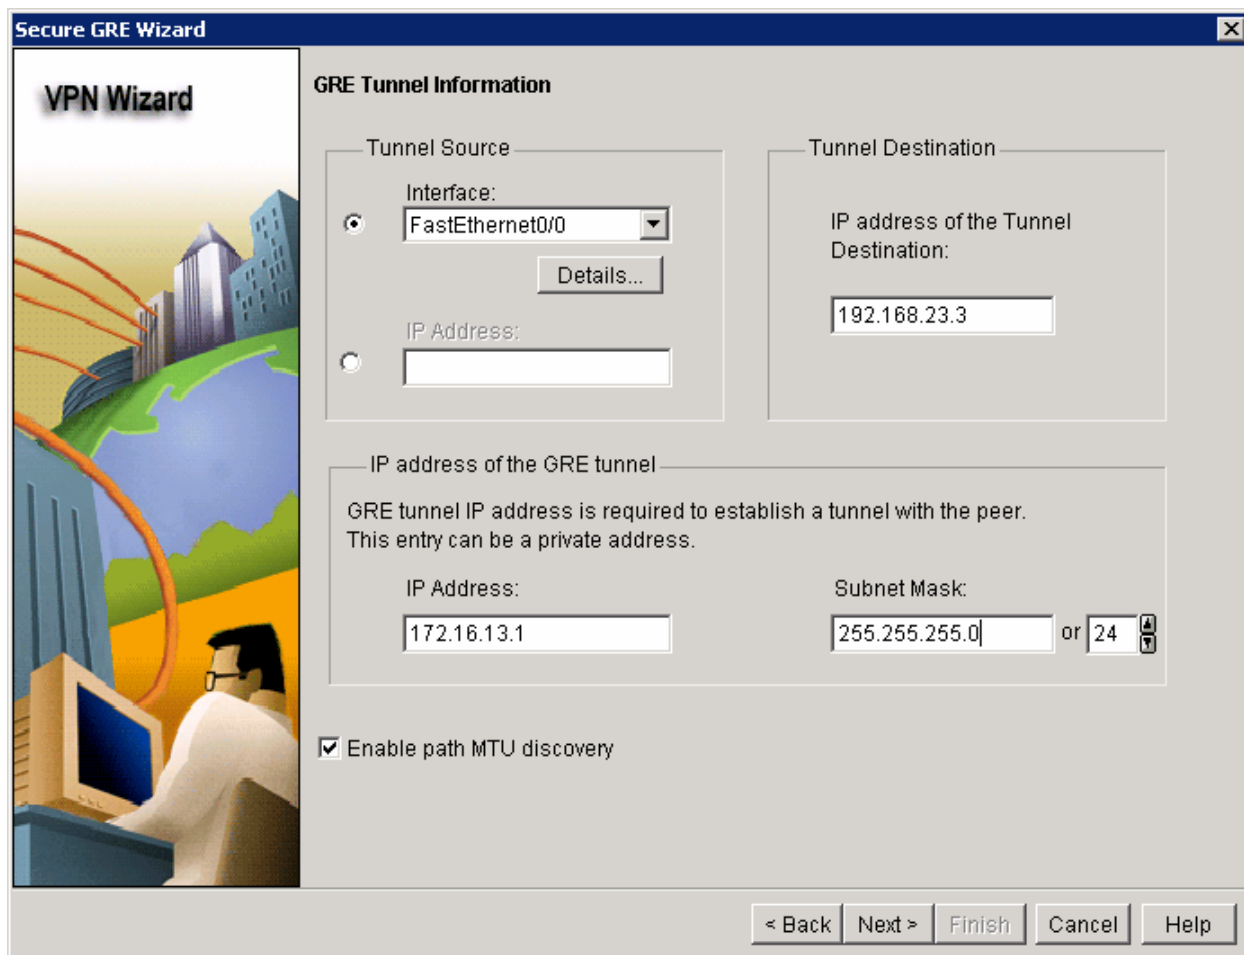 Secure GRE Wizard
VPN Wizard
GRE Tunnel Information
Tunnel Source
Interface:
FastEthernet0/0
Details...
IP Address:
Tunnel Destination
IP address of the Tunnel
Destination:
192.168.23.3
IP address of the GRE tunnel
GRE tunnel IP address is required to establish a tunnel with the peer.
This entry can be a private address.
IP Address:
172.16.13.1
Subnet Mask:
255.255.255.0 or 24
Enable path MTU discovery
< Back Next > Finish Cancel Help